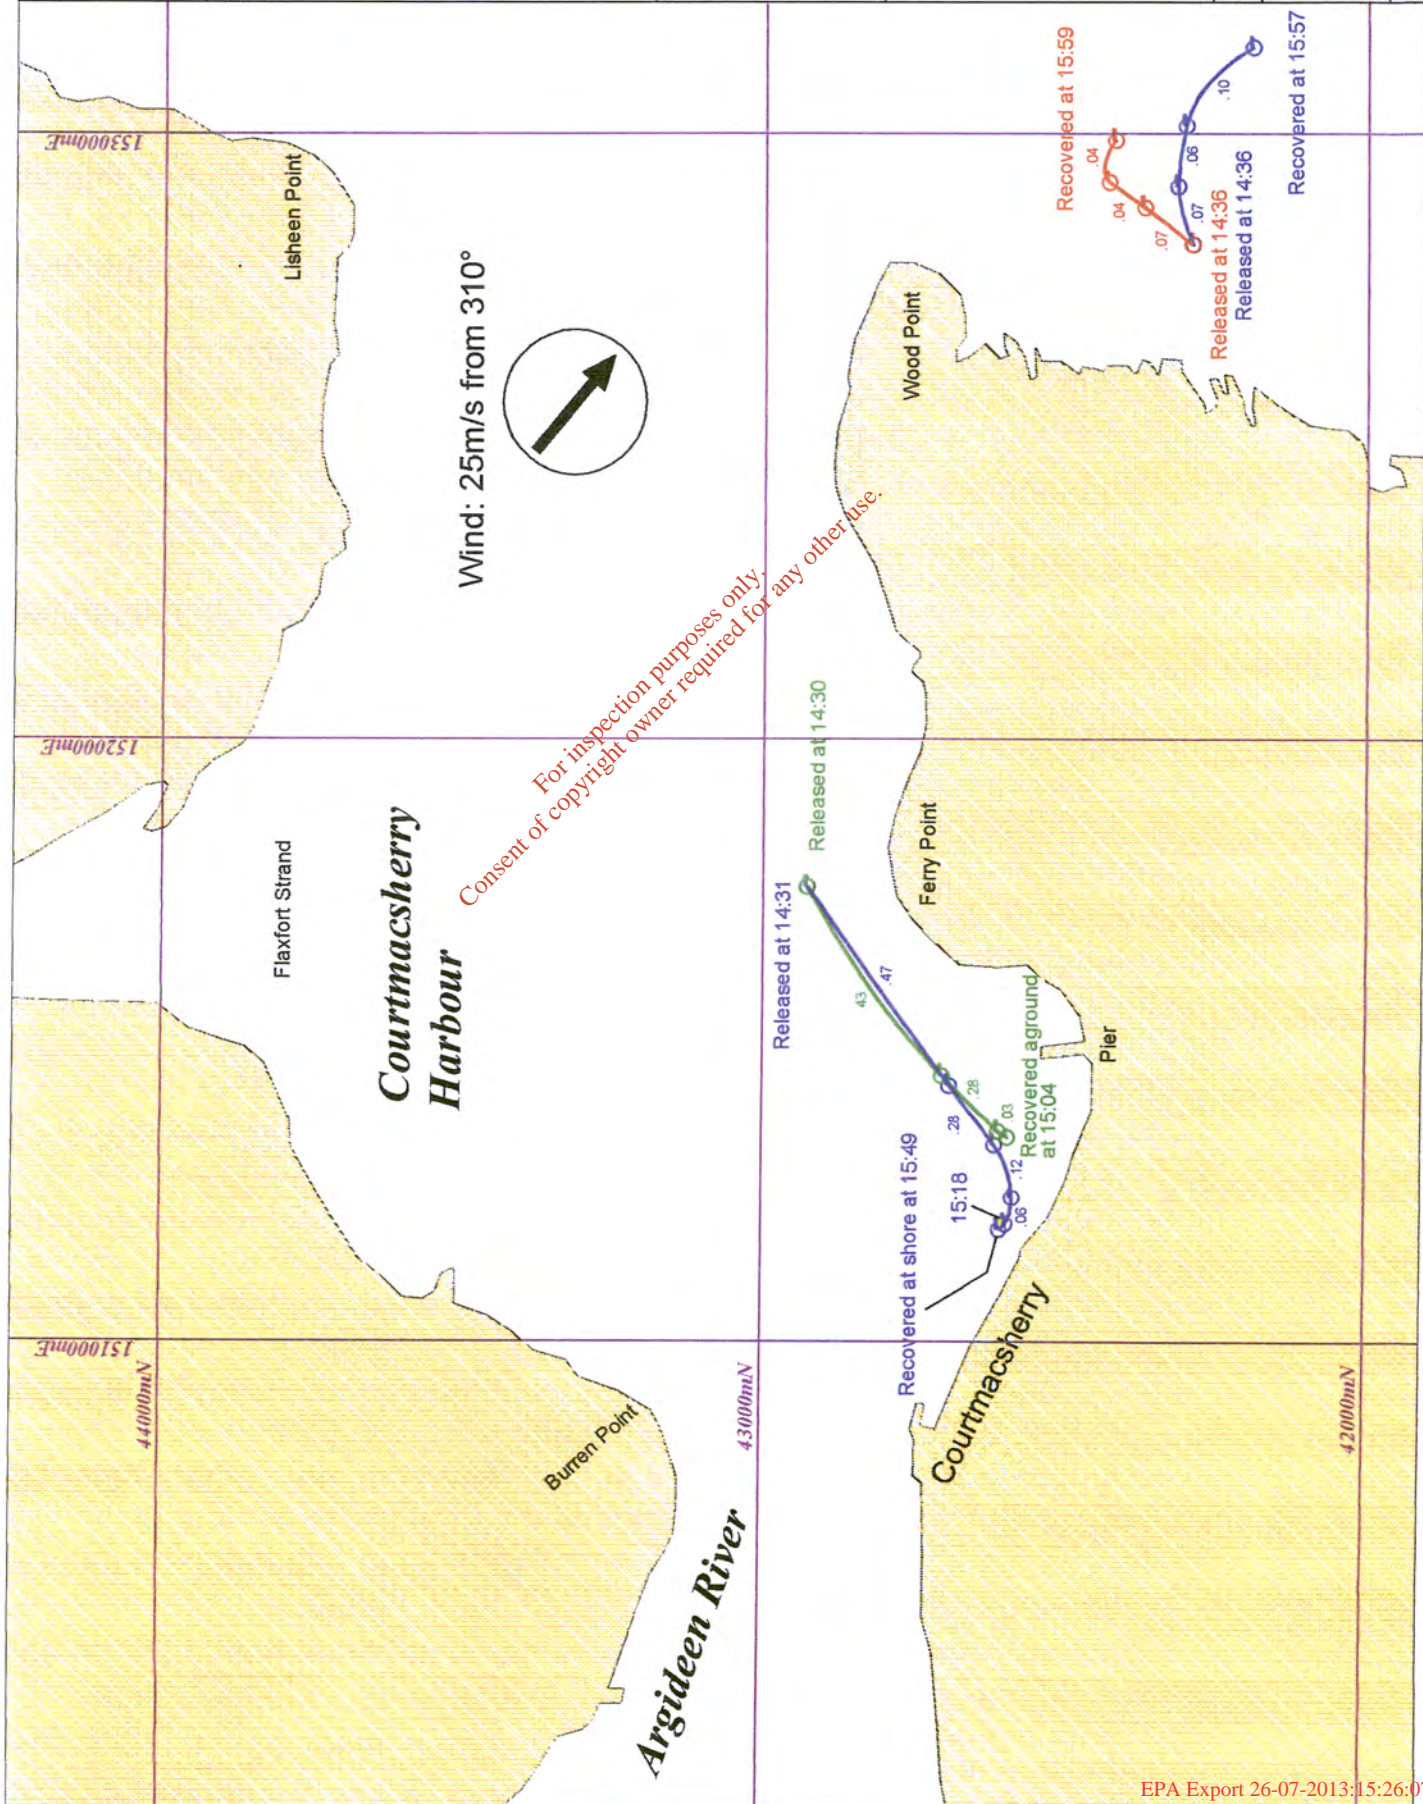 153000mE
152000mE
151000mE
44000mN
43000mN
42000mN
Lisheen Point
Flaxfort Strand
Courtmacsherry
Harbour
Wind: 25m/s from 310°
Burren Point
Argideen River
Wood Point
Ferry Point
Pier
Courtmacsherry
Released at 14:31
Released at 14:30
.47
43
.28
.28
.03
.12
.06
15:18
Recovered at shore at 15:49
Recovered aground
at 15:04
Recovered at 15:59
.04
.04
.07
Released at 14:36
Released at 14:36
.07
.06
.10
Recovered at 15:57
For inspection purposes only.
Consent of copyright owner required for any other use.
EPA Export 26-07-2013:15:26:0